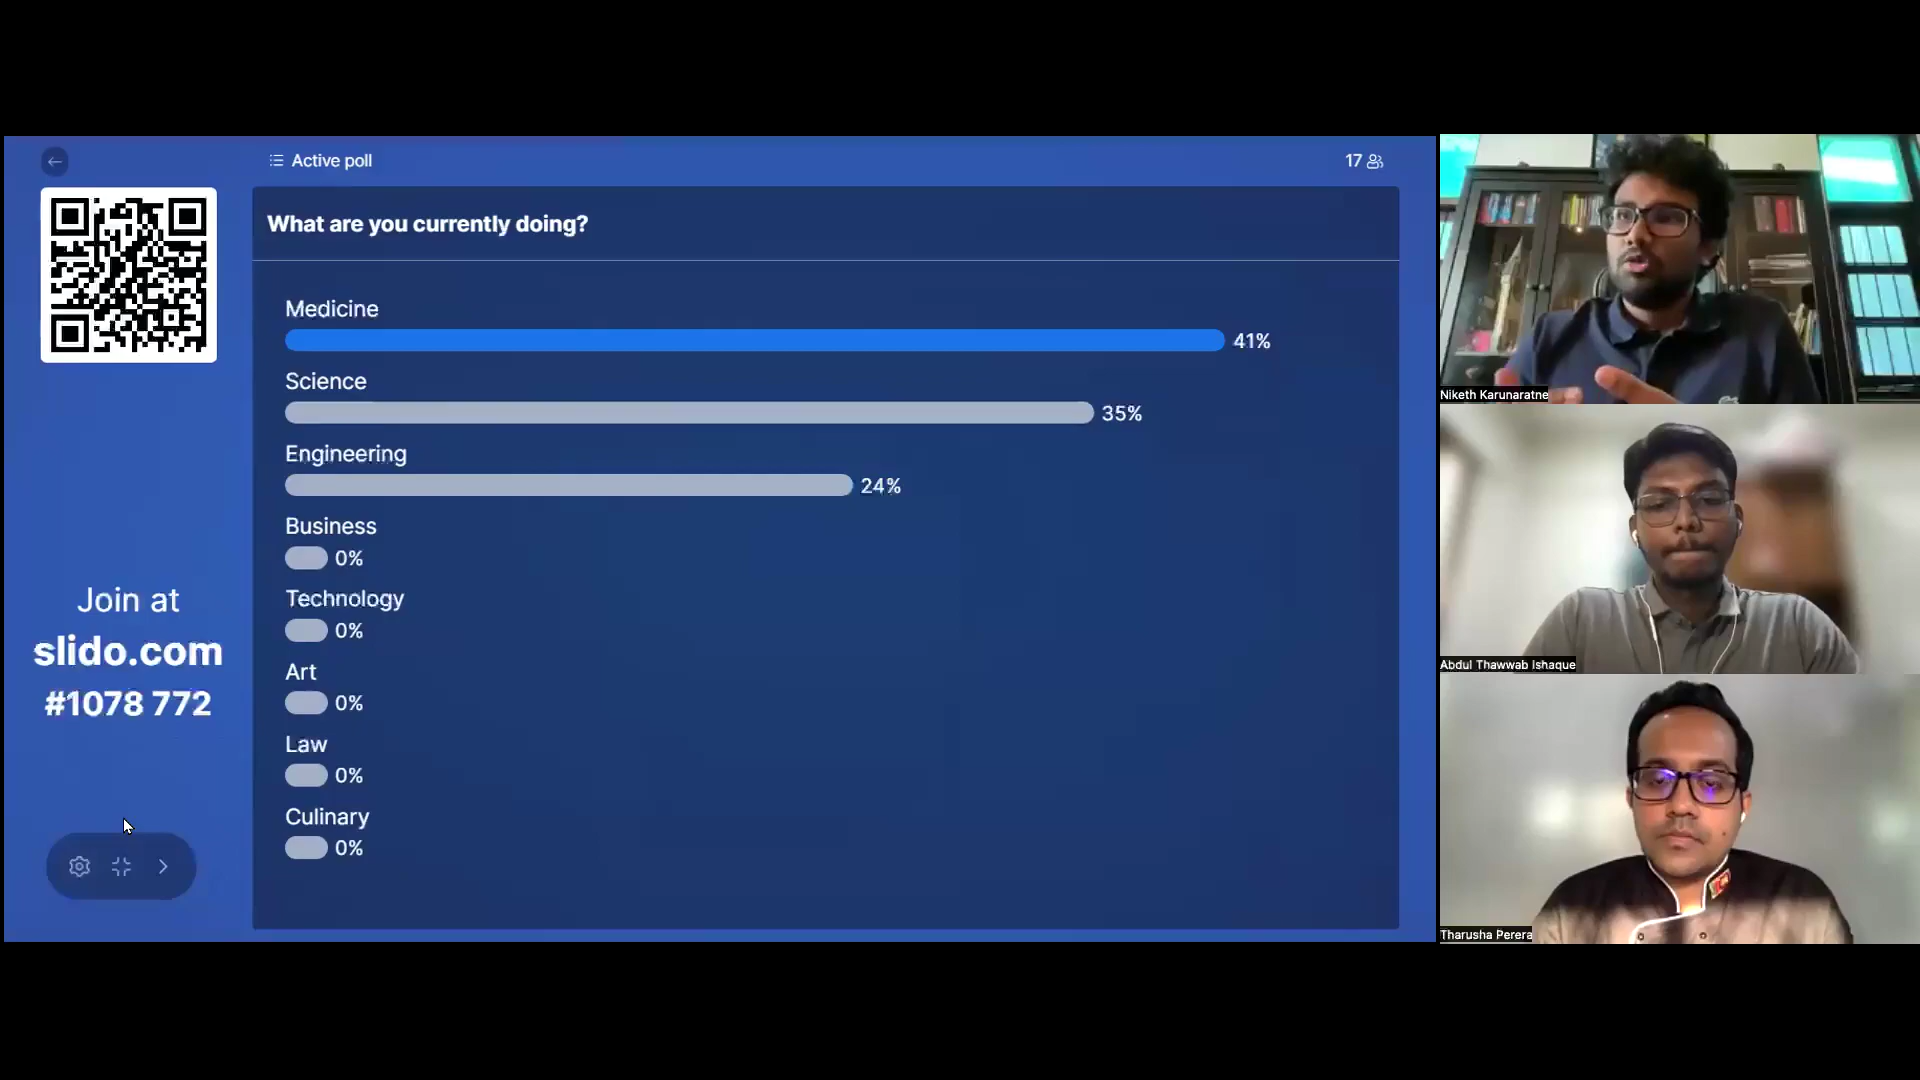 Active poll
17
What are you currently doing?
Medicine
41%
Science
35%
Engineering
24%
Business
0%
Technology
0%
Art
0%
Law
0%
Culinary
0%
Join at
slido.com
#1078 772
Niketh Karunaratne
Abdul Thawwab Ishaque
Tharusha Perera